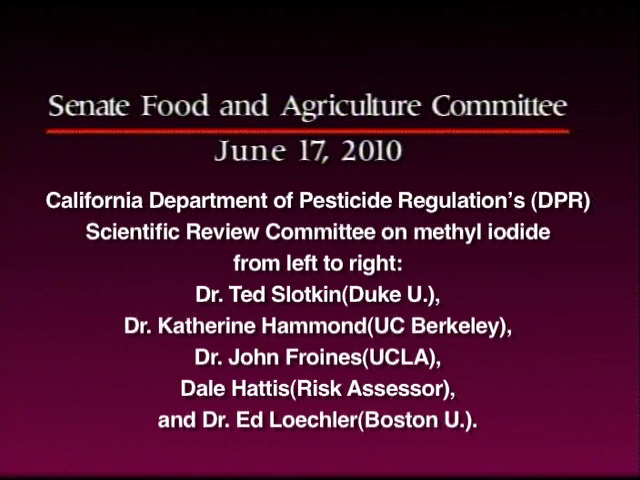 Senate Food and Agriculture Committee
June 17, 2010
California Department of Pesticide Regulation's (DPR)
Scientific Review Committee on methyl iodide
from left to right:
Dr. Ted Slotkin(Duke U.),
Dr. Katherine Hammond(UC Berkeley),
Dr. John Froines(UCLA),
Dale Hattis(Risk Assessor),
and Dr. Ed Loechler(Boston U.).